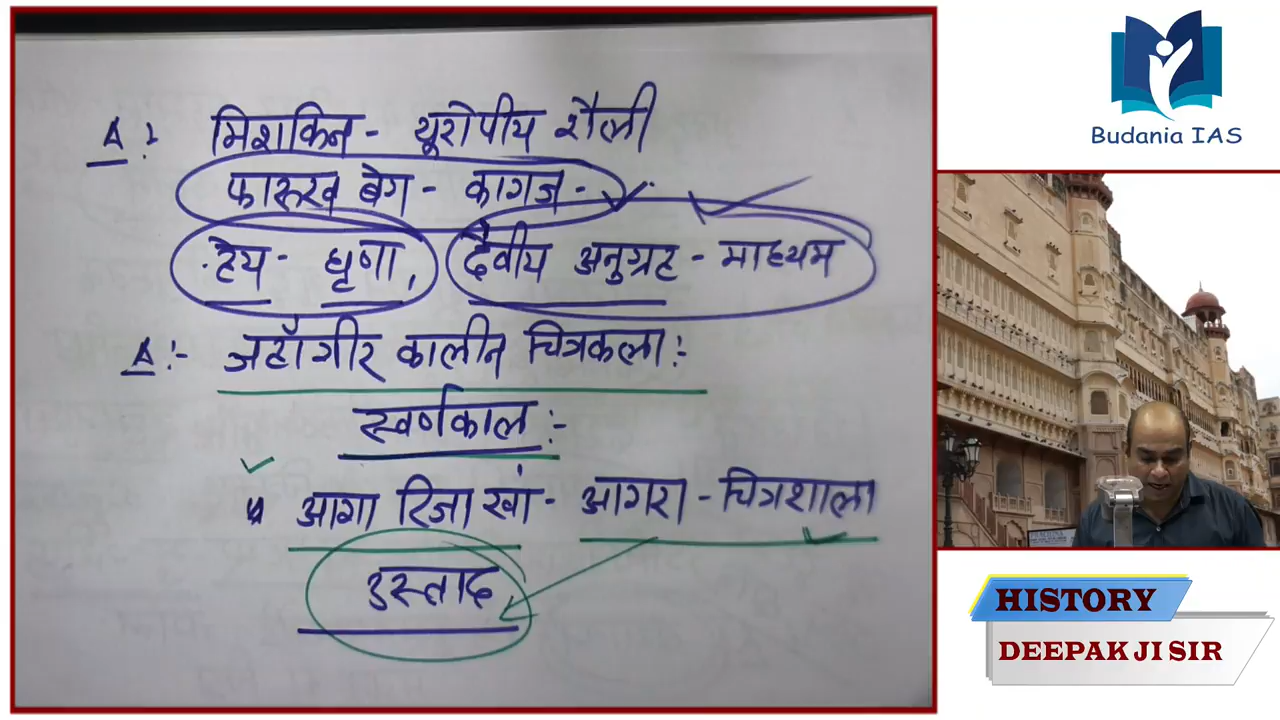 A :- मिशकिन - यूरोपीय शैली
फारूख बेग - कागज -
हेय - घृणा, दैवीय अनुग्रह - माध्यम
A :- जहाँगीर कालीन चित्रकला :-
स्वर्णकाल :-
आगा रिजा खां - आगरा - चित्रशाला
उस्ताद
Budania IAS
HISTORY
DEEPAK JI SIR